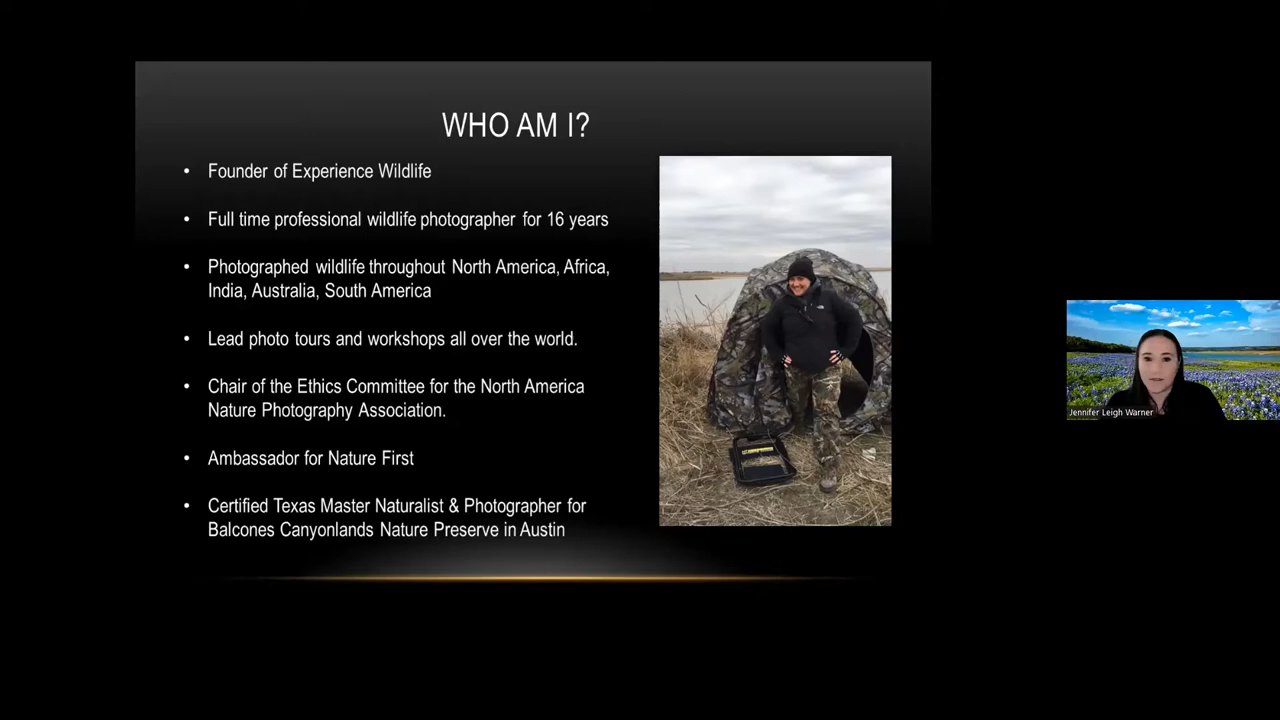 WHO AM I?
• Founder of Experience Wildlife
• Full time professional wildlife photographer for 16 years
• Photographed wildlife throughout North America, Africa,
India, Australia, South America
• Lead photo tours and workshops all over the world.
• Chair of the Ethics Committee for the North America
Nature Photography Association.
• Ambassador for Nature First
• Certified Texas Master Naturalist & Photographer for
Balcones Canyonlands Nature Preserve in Austin
Jennifer Leigh Warner